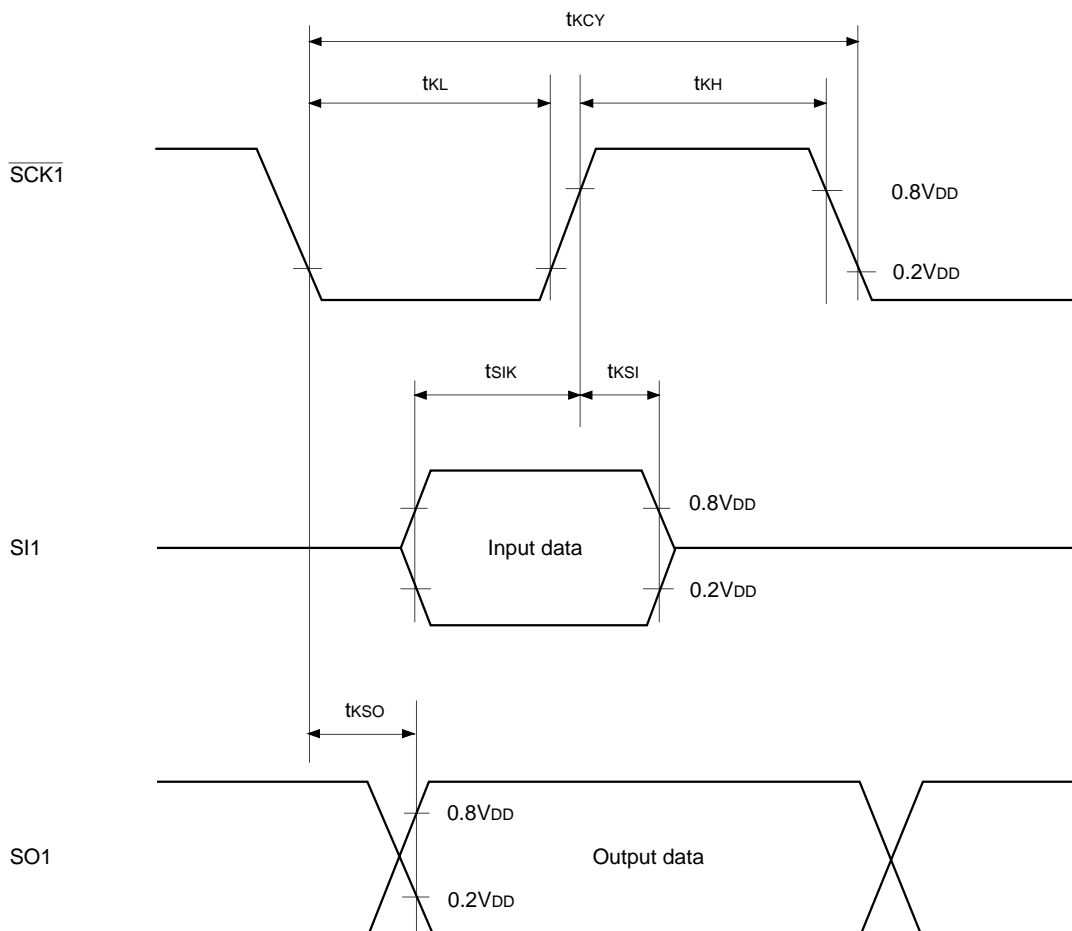 tKCY
tKL
tKH
SCK1
0.8VDD
0.2VDD
tSIK
tKSI
0.8VDD
SI1
Input data
0.2VDD
tKSO
0.8VDD
SO1
Output data
0.2VDD